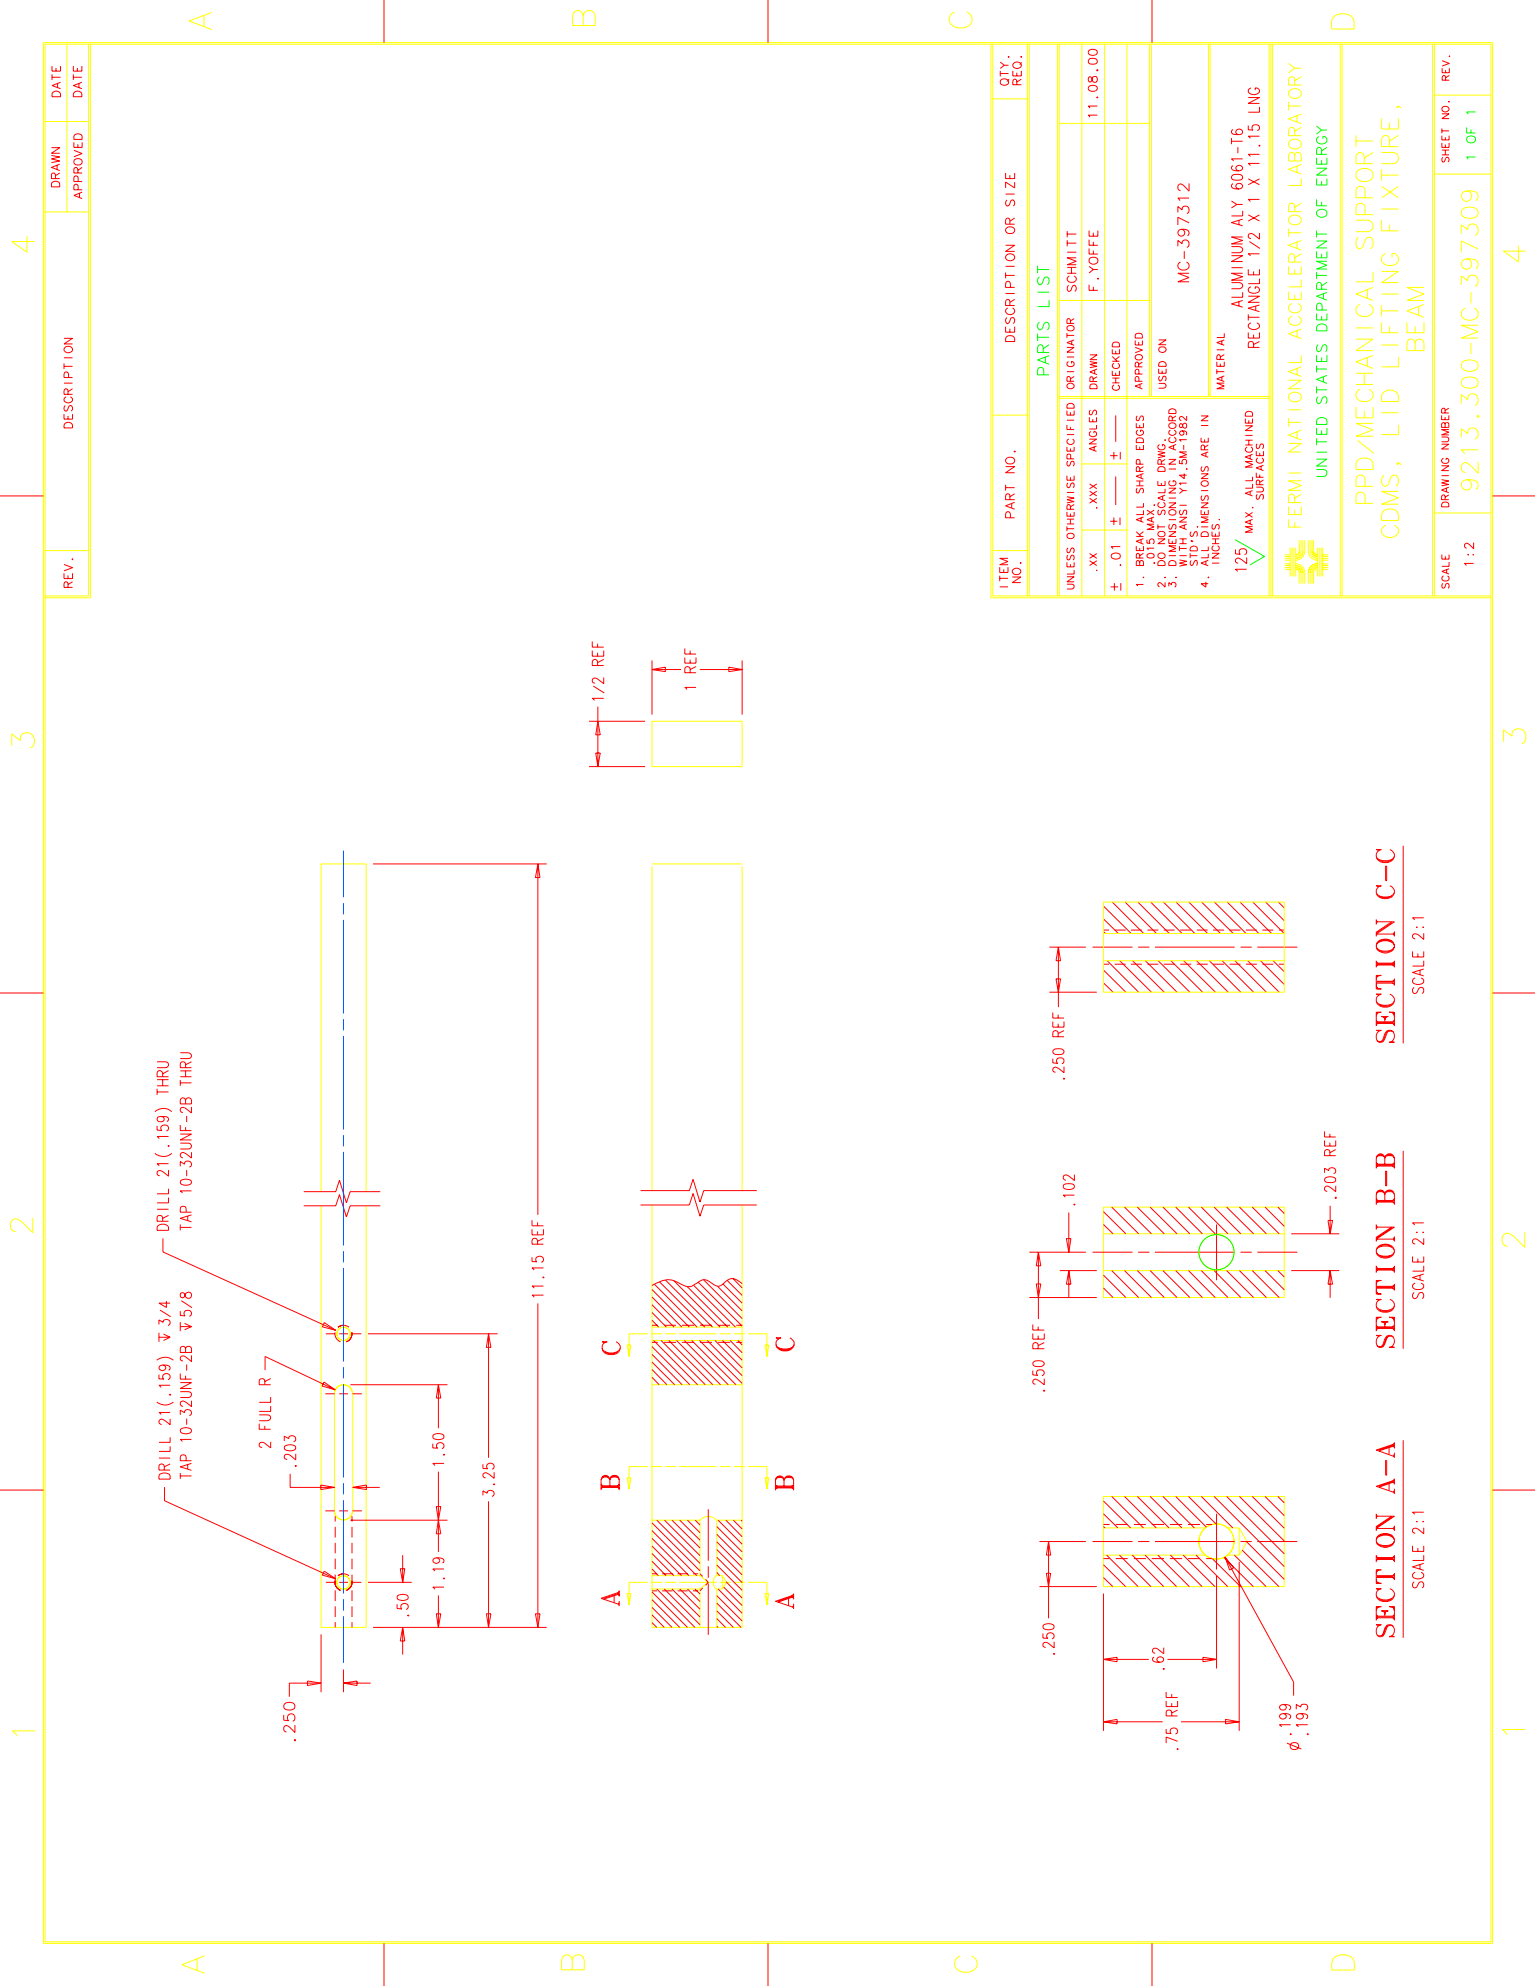 REV.
DESCRIPTION
DRAWN
DATE
APPROVED
DATE
DRILL 21(.159) ↧ 3/4
TAP 10-32UNF-2B ↧ 5/8
DRILL 21(.159) THRU
TAP 10-32UNF-2B THRU
2 FULL R
.203
.250
.50
1.19
1.50
3.25
11.15 REF
1/2 REF
1 REF
A
A
B
B
C
C
.250
.62
.75 REF
⌀ .199
.193
SECTION A-A
SCALE 2:1
.250 REF
.102
.203 REF
SECTION B-B
SCALE 2:1
.250 REF
SECTION C-C
SCALE 2:1
ITEM NO.
PART NO.
DESCRIPTION OR SIZE
QTY. REQ.
PARTS LIST
UNLESS OTHERWISE SPECIFIED
.XX
.XXX
ANGLES
± .01
±
±
1. BREAK ALL SHARP EDGES
.015 MAX.
2. DO NOT SCALE DRWG.
3. DIMENSIONING IN ACCORD
WITH ANSI Y14.5M-1982
STD'S.
4. ALL DIMENSIONS ARE IN
INCHES.
125
MAX. ALL MACHINED
SURFACES
ORIGINATOR
SCHMITT
DRAWN
F.YOFFE
11.08.00
CHECKED
APPROVED
USED ON
MC-397312
MATERIAL
ALUMINUM ALY 6061-T6
RECTANGLE 1/2 X 1 X 11.15 LNG
FERMI NATIONAL ACCELERATOR LABORATORY
UNITED STATES DEPARTMENT OF ENERGY
PPD/MECHANICAL SUPPORT
CDMS, LID LIFTING FIXTURE,
BEAM
SCALE
1:2
DRAWING NUMBER
9213.300-MC-397309
SHEET NO.
1 OF 1
REV.
1
2
3
4
1
2
3
4
A
B
C
D
A
B
C
D